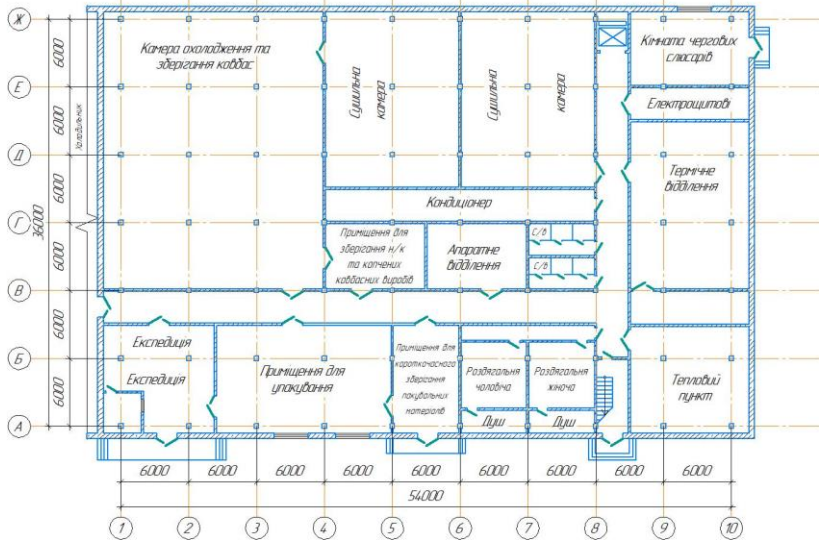 Ж
Е
Д
Г
В
Б
А
6000
6000
6000
6000
6000
6000
36000
Холодильник
Камера охолодження та
зберігання ковбас
Сушильна
камера
Сушильна
камера
Кімната чергових
слюсарів
Електрощитові
Термічне
відділення
Кондиціонер
Приміщення для
зберігання н/к
та копчених
ковбасних виробів
Апаратне
відділення
С/в
С/в
Експедиція
Експедиція
Приміщення для
упакування
Приміщення для
короткочасного
зберігання
пакувальних
матеріалів
Роздягальня
чоловіча
Роздягальня
жіноча
Душ
Душ
Тепловий
пункт
6000
6000
6000
6000
6000
6000
6000
6000
6000
54000
1
2
3
4
5
6
7
8
9
10